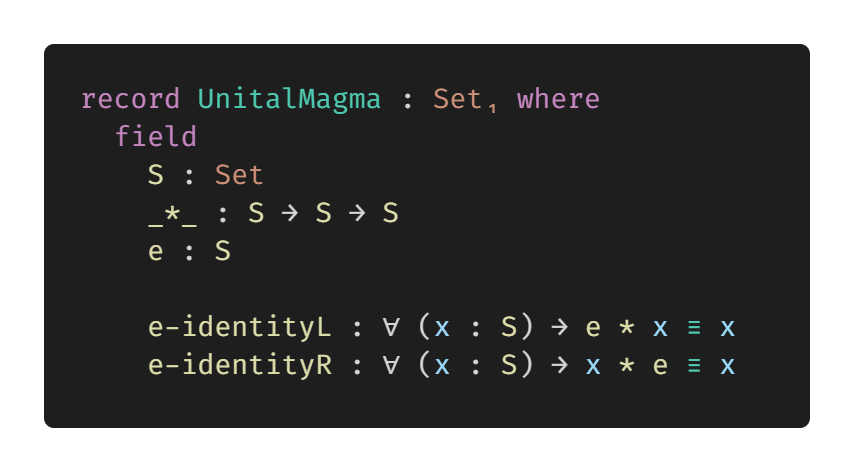 record UnitalMagma : Set₁ where
  field
    S : Set
    _*_ : S → S → S
    e : S

    e-identityL : ∀ (x : S) → e * x ≡ x
    e-identityR : ∀ (x : S) → x * e ≡ x